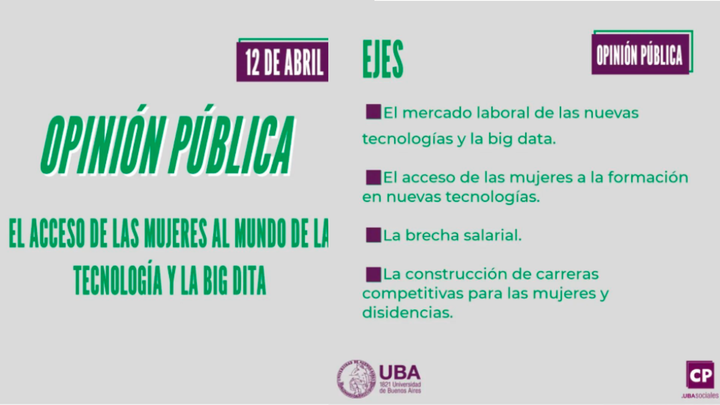 12 DE ABRIL
OPINIÓN PÚBLICA
EL ACCESO DE LAS MUJERES AL MUNDO DE LA
TECNOLOGÍA Y LA BIG DITA
EJES
OPINIÓN PÚBLICA
El mercado laboral de las nuevas
tecnologías y la big data.
El acceso de las mujeres a la formación
en nuevas tecnologías.
La brecha salarial.
La construcción de carreras
competitivas para las mujeres y
disidencias.
UBA
1821 Universidad
de Buenos Aires
CP
.UBAsociales